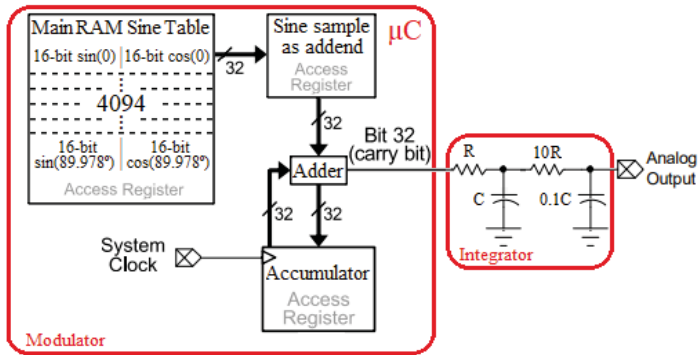 Main RAM Sine Table
16-bit sin(0) 16-bit cos(0)
4094
16-bit sin(89.978º)
16-bit cos(89.978º)
Access Register
32
Sine sample
as addend
Access
Register
μC
32
Bit 32
(carry bit)
Adder
32
32
System
Clock
Accumulator
Access
Register
Modulator
R
10R
C
0.1C
Analog
Output
Integrator